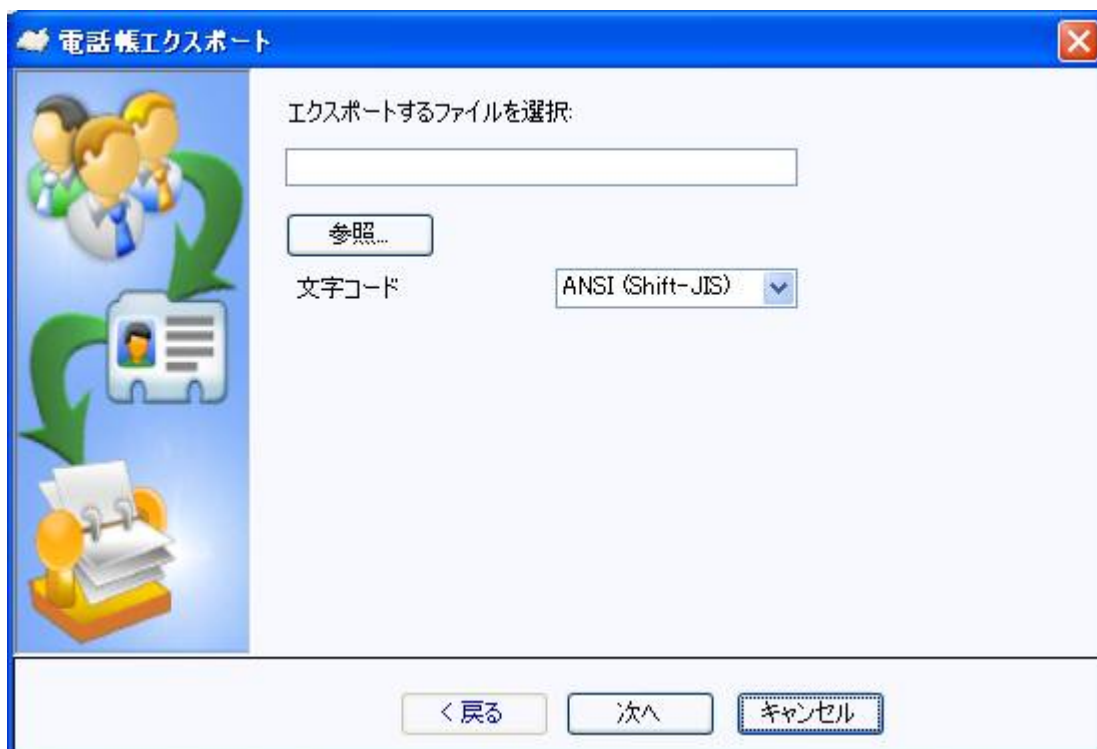 電話帳エクスポート
エクスポートするファイルを選択:
参照...
文字コード
ANSI (Shift-JIS)
< 戻る
次へ
キャンセル